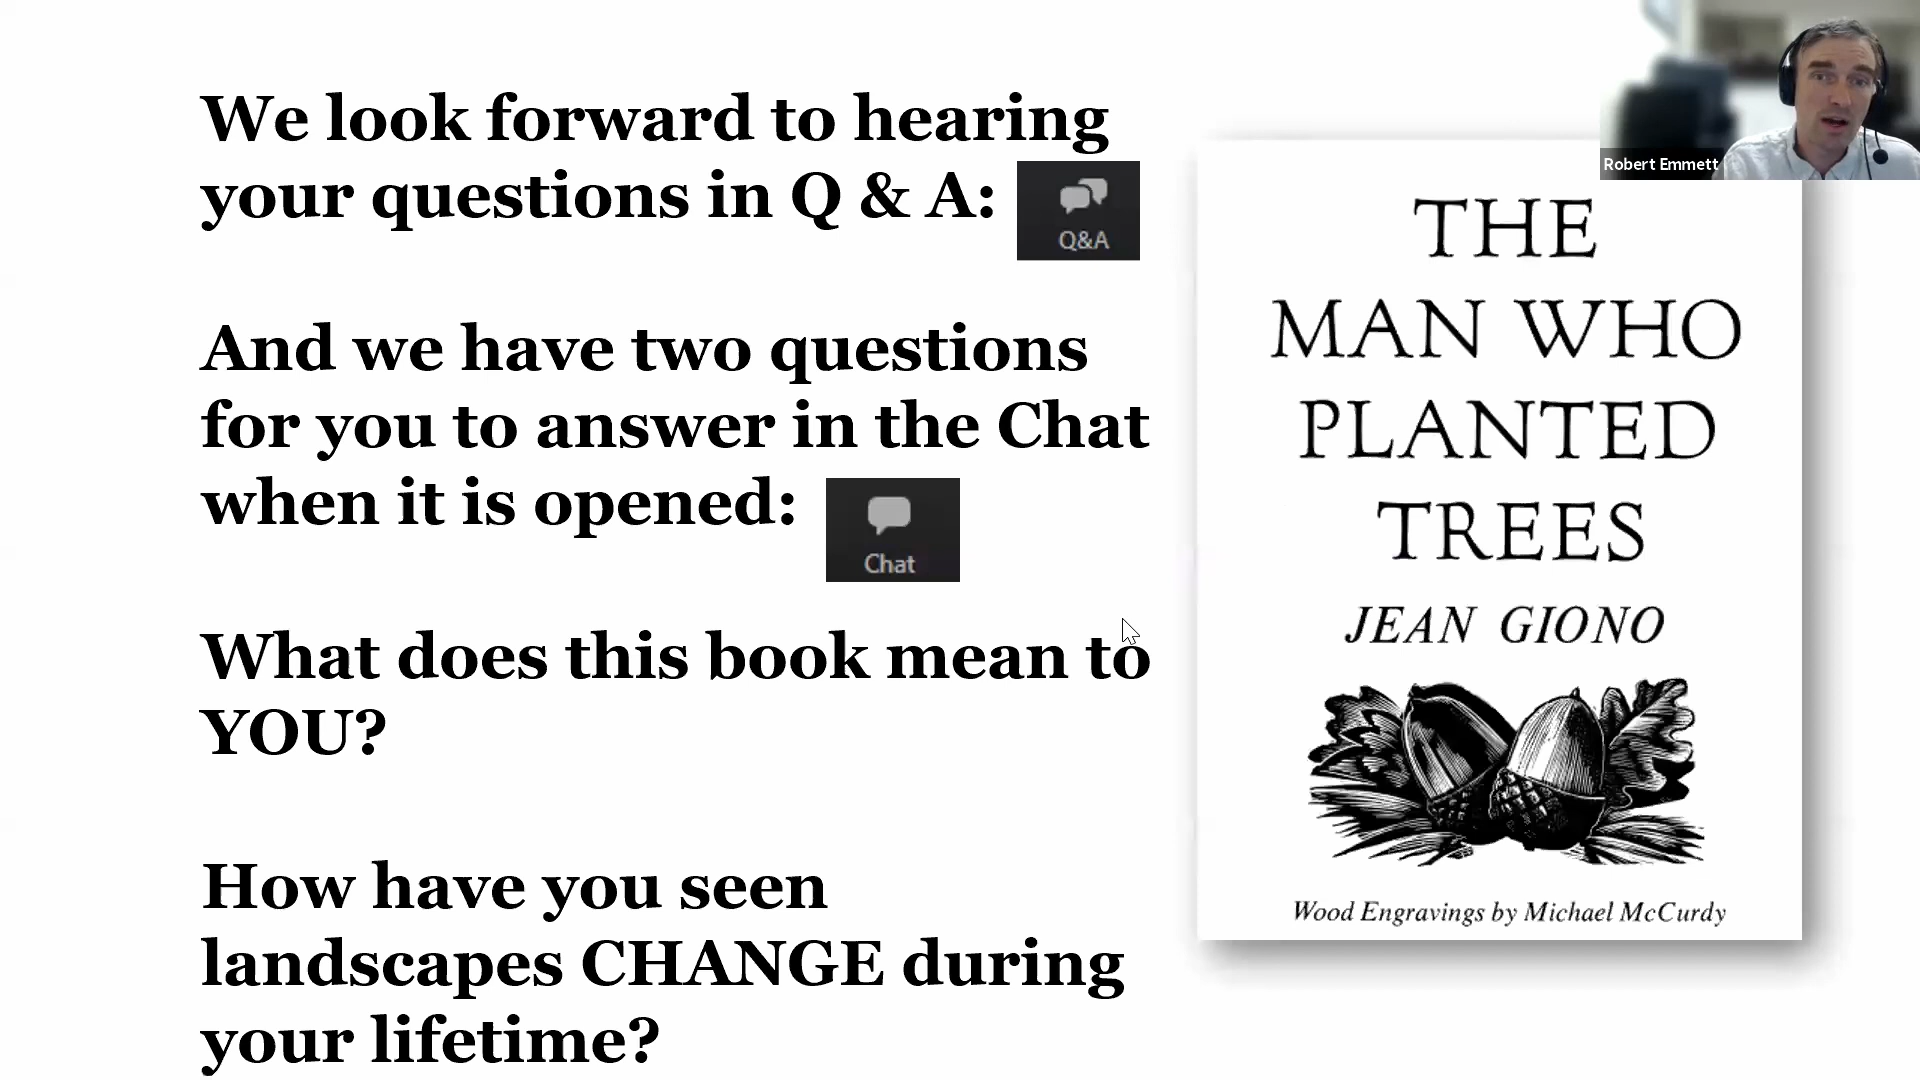 We look forward to hearing
your questions in Q & A:
Q&A
And we have two questions
for you to answer in the Chat
when it is opened:
Chat
What does this book mean to
YOU?
How have you seen
landscapes CHANGE during
your lifetime?
Robert Emmett
THE
MAN WHO
PLANTED
TREES
JEAN GIONO
Wood Engravings by Michael McCurdy